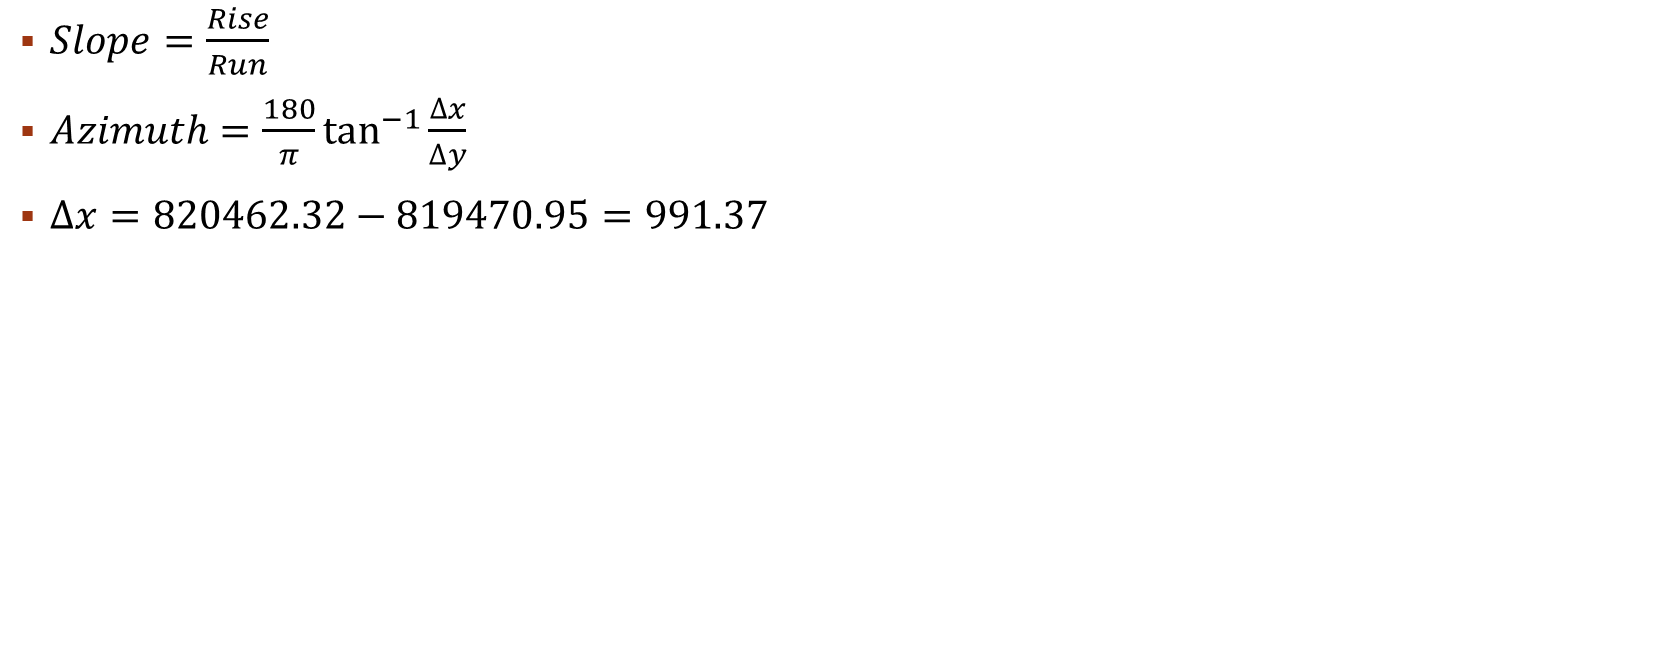 ▪ Slope = Rise/Run
▪ Azimuth = 180/π tan⁻¹ Δx/Δy
▪ Δx = 820462.32 − 819470.95 = 991.37